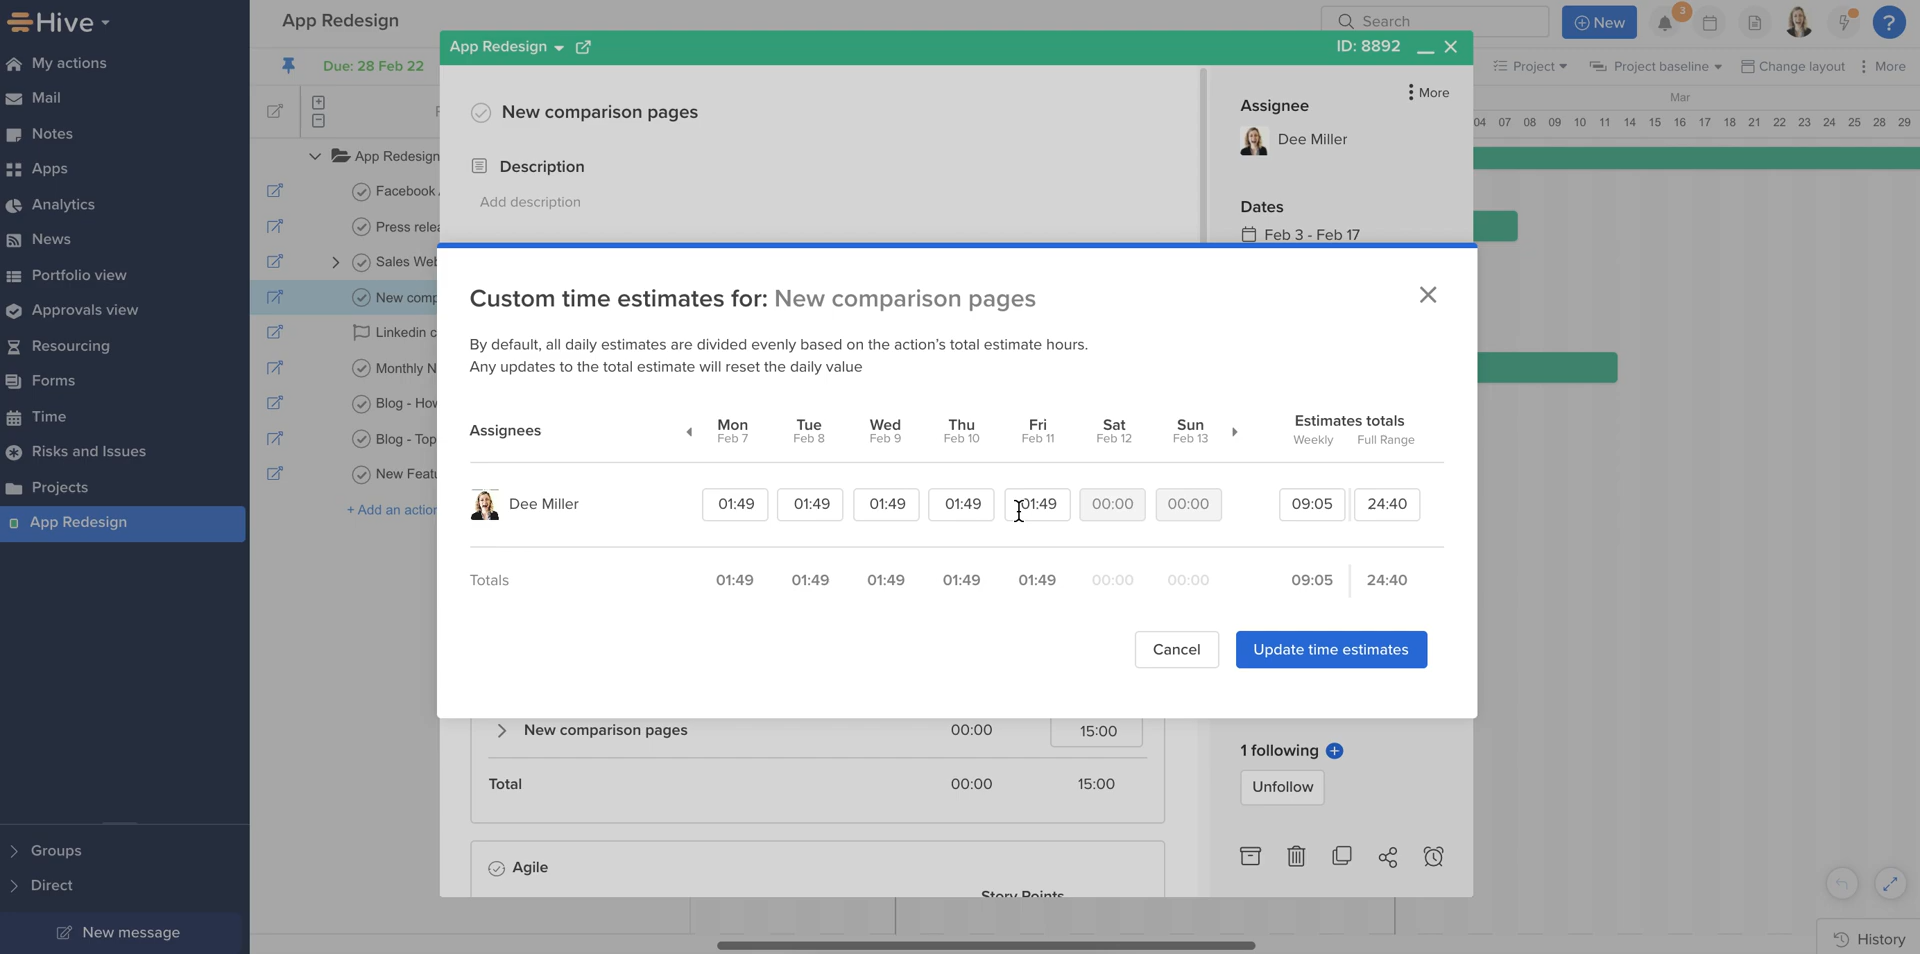 Hive
App Redesign
Search
New
3
?
My actions
Mail
Notes
Apps
Analytics
News
Portfolio view
Approvals view
Resourcing
Forms
Time
Risks and Issues
Projects
App Redesign
Groups
Direct
New message
Due: 28 Feb 22
Project
Project baseline
Change layout
More
Mar
04 07 08 09 10 11 14 15 16 17 18 21 22 23 24 25 28 29
App Redesign
Facebook
Press
Sales
New
Linkedin
Monthly
Blog -
Blog - Top
New
+ Add an action
App Redesign
ID: 8892
New comparison pages
Description
Add description
More
Assignee
Dee Miller
Dates
Feb 3 - Feb 17
Custom time estimates for: New comparison pages
By default, all daily estimates are divided evenly based on the action's total estimate hours.
Any updates to the total estimate will reset the daily value
Assignees
Mon Tue Wed Thu Fri Sat Sun
Feb 7 Feb 8 Feb 9 Feb 10 Feb 11 Feb 12 Feb 13
Estimates totals
Weekly Full Range
Dee Miller 01:49 01:49 01:49 01:49 01:49 00:00 00:00 09:05 24:40
Totals 01:49 01:49 01:49 01:49 01:49 00:00 00:00 09:05 24:40
Cancel
Update time estimates
New comparison pages 00:00 15:00
Total 00:00 15:00
Agile
Story Points
1 following
Unfollow
History